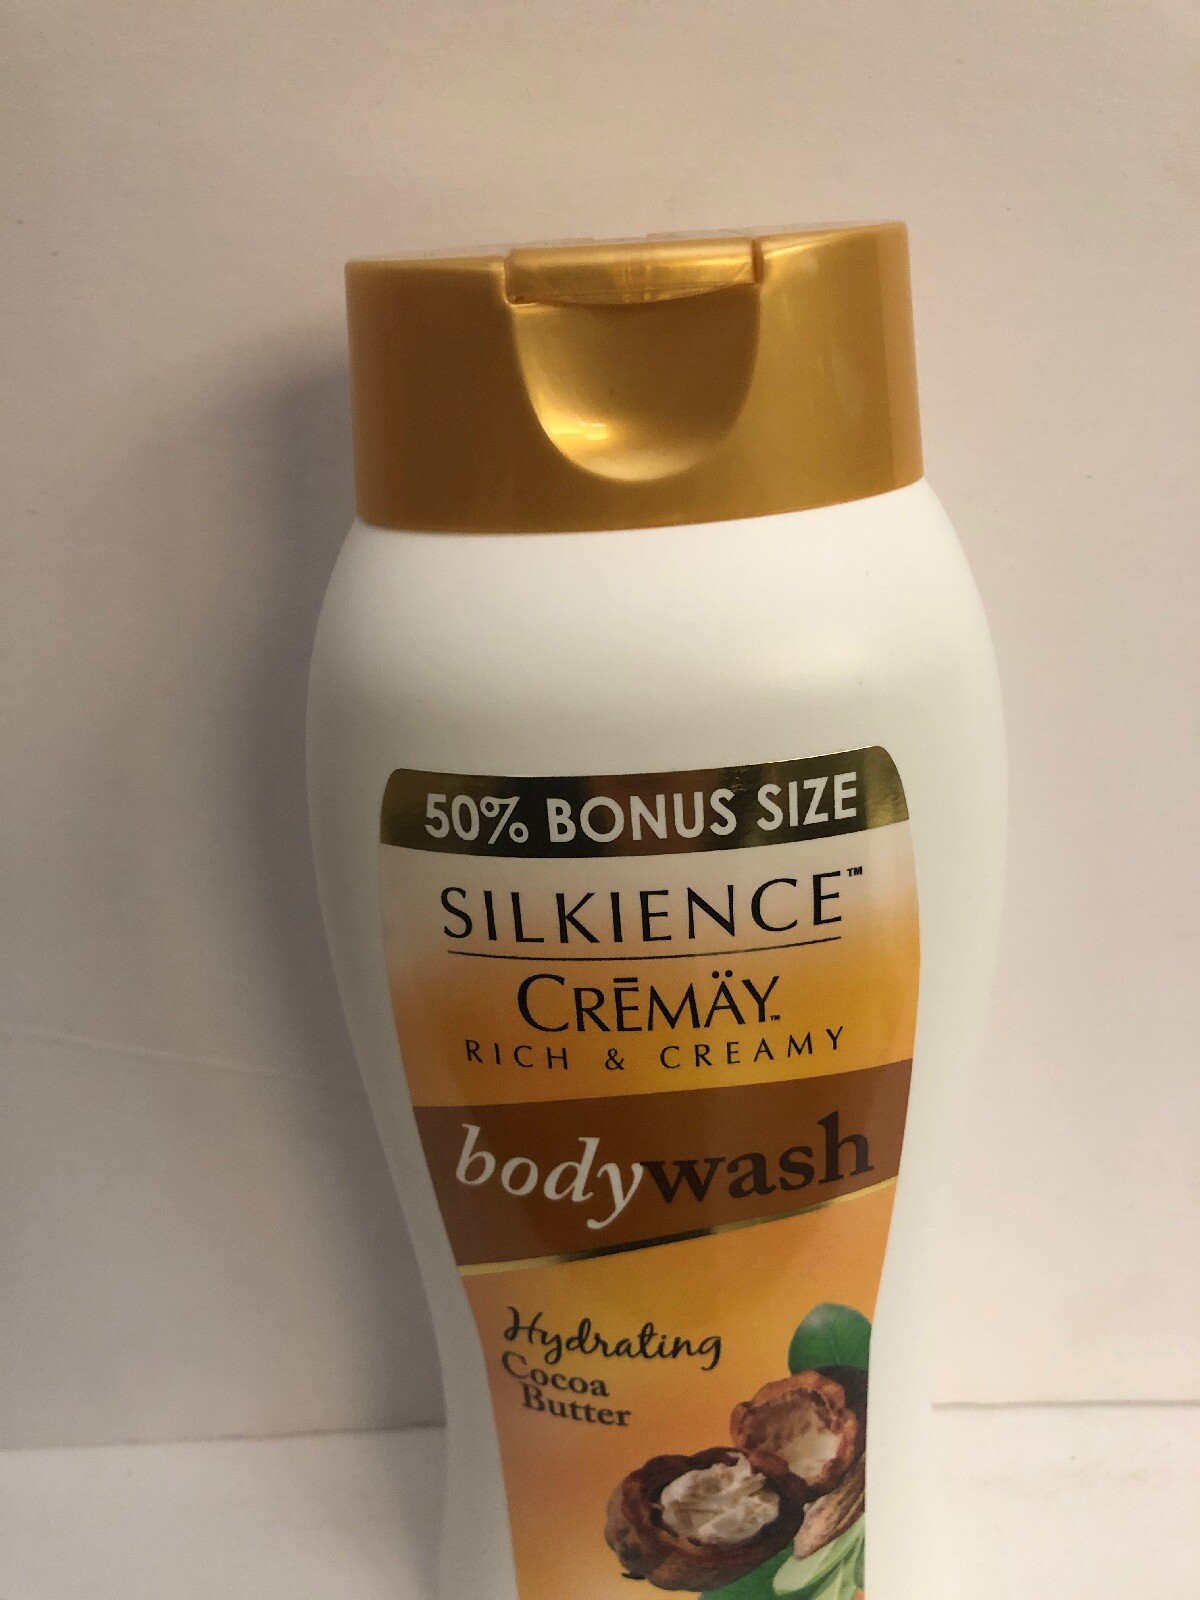 50% BONUS SIZE
SILKIENCE™
CRĒMÄY™
RICH & CREAMY
bodywash
Hydrating
Cocoa
Butter